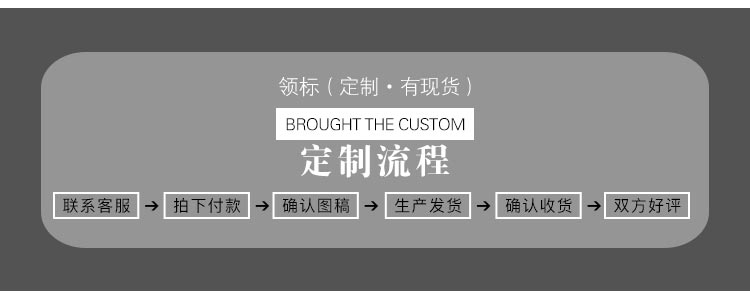 领标（定制·有现货）
BROUGHT THE CUSTOM
定制流程
联系客服 → 拍下付款 → 确认图稿 → 生产发货 → 确认收货 → 双方好评